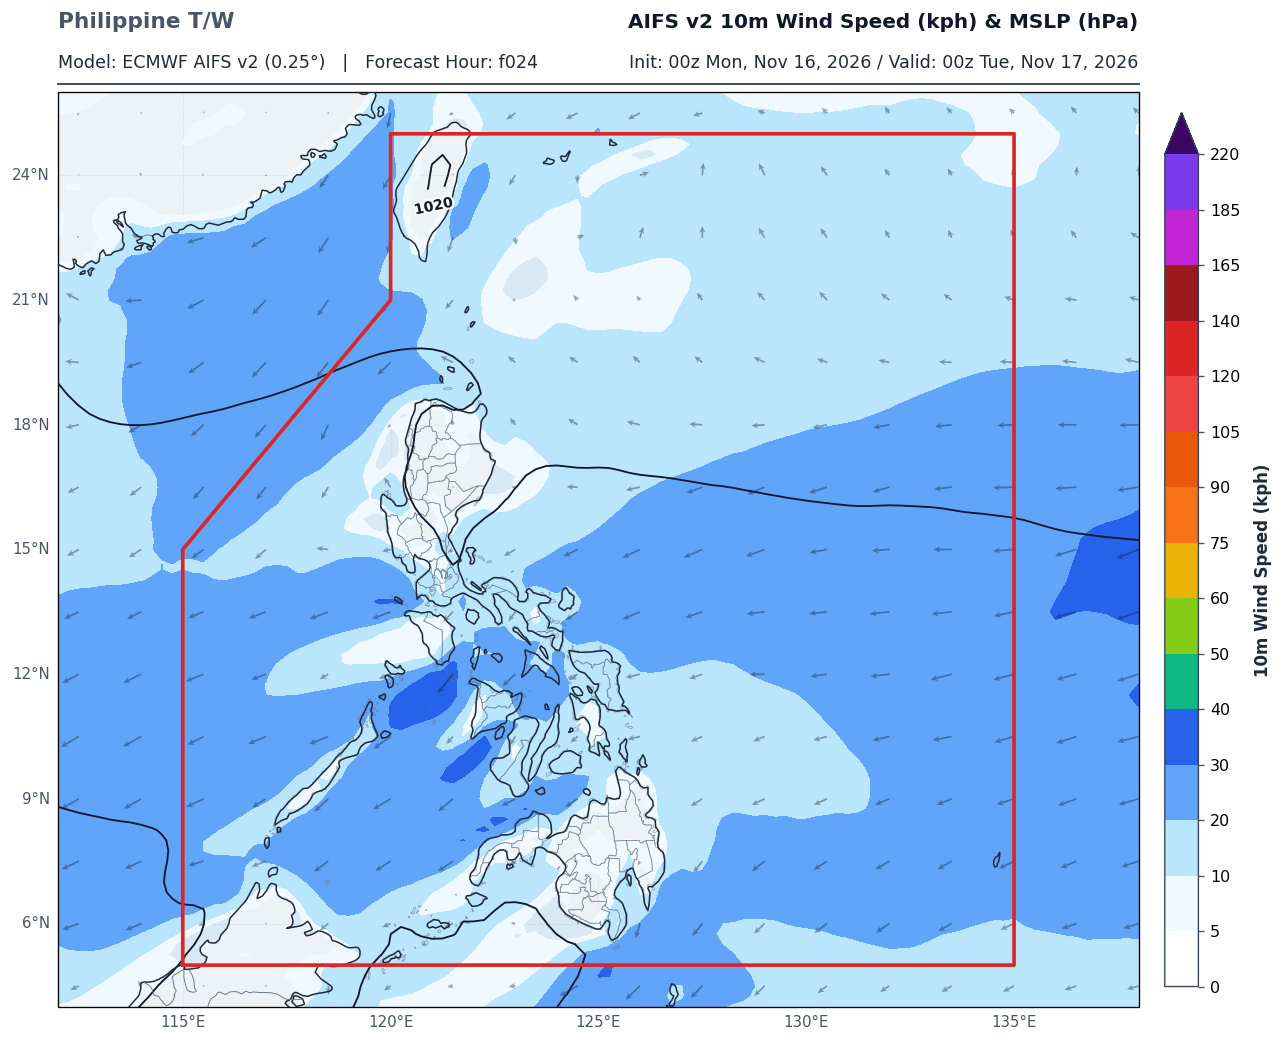 Philippine T/W
AIFS v2 10m Wind Speed (kph) & MSLP (hPa)
Model: ECMWF AIFS v2 (0.25°) | Forecast Hour: f024
Init: 00z Mon, Nov 16, 2026 / Valid: 00z Tue, Nov 17, 2026
24°N
21°N
18°N
15°N
12°N
9°N
6°N
1020
115°E
120°E
125°E
130°E
135°E
220
185
165
140
120
105
90
75
60
50
40
30
20
10
5
0
10m Wind Speed (kph)